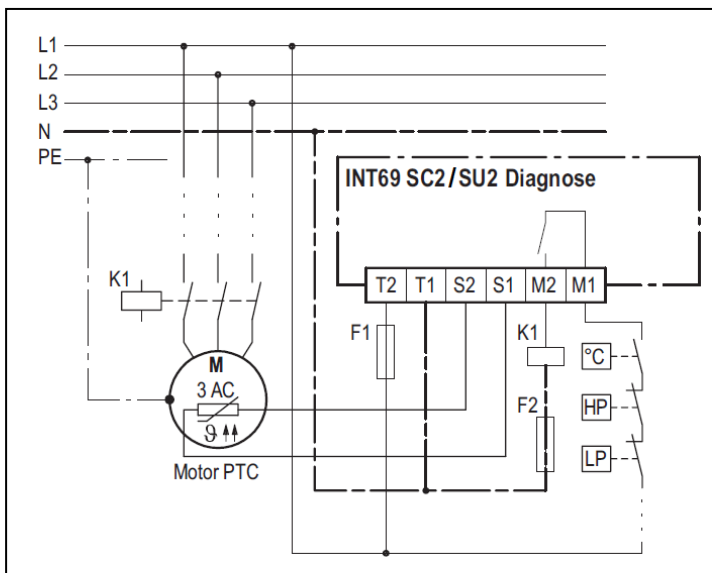 L1
L2
L3
N
PE
INT69 SC2/SU2 Diagnose
T2 T1 S2 S1 M2 M1
K1
F1
K1
°C
M
3 AC
HP
F2
ϑ
LP
Motor PTC